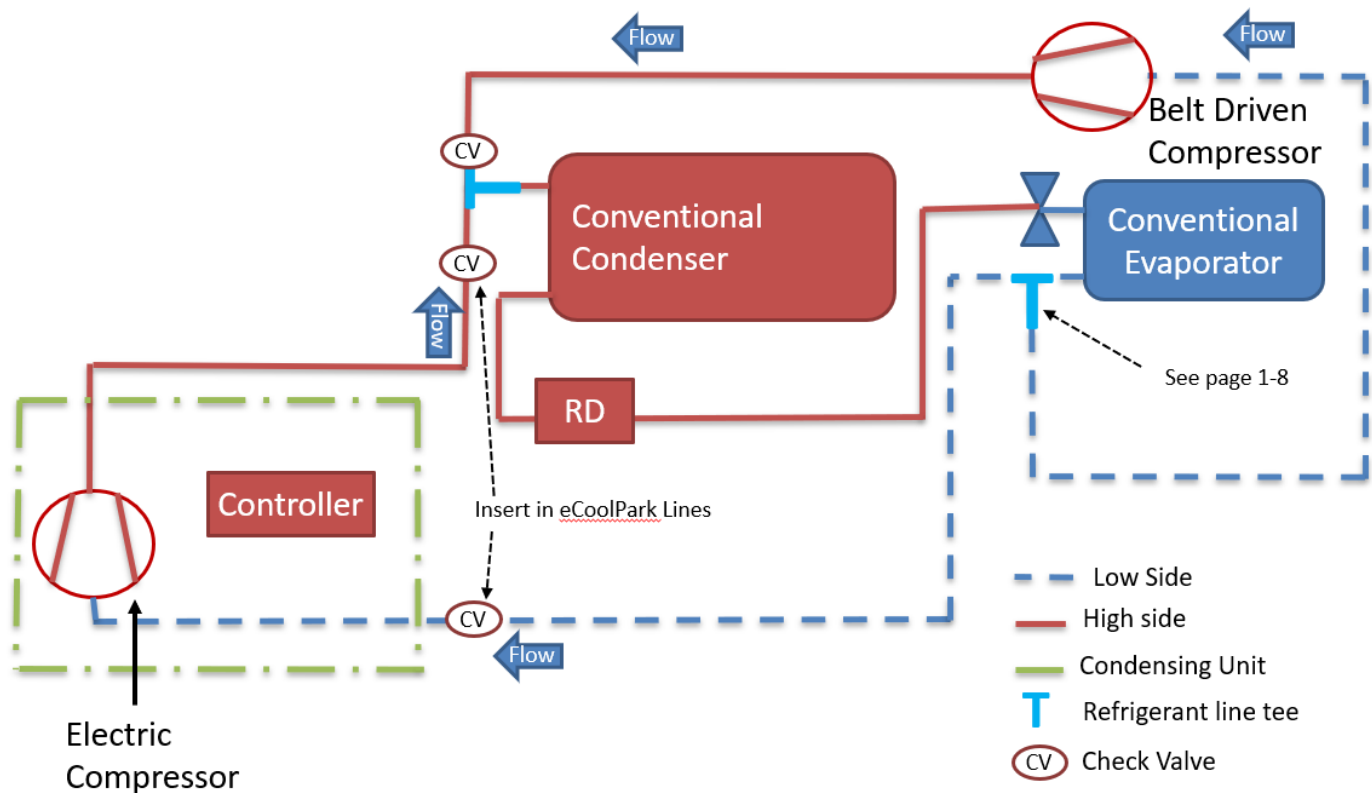 Flow
Flow
Belt Driven
Compressor
CV
Conventional
Condenser
Conventional
Evaporator
CV
Flow
See page 1-8
RD
Controller
Insert in eCoolPark Lines
Low Side
High side
CV
Flow
Condensing Unit
Refrigerant line tee
Electric
Compressor
CV
Check Valve